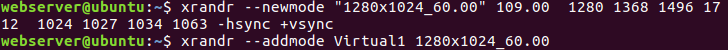 webserver@ubuntu:~$ xrandr --newmode "1280x1024_60.00" 109.00  1280 1368 1496 17
12  1024 1027 1034 1063 -hsync +vsync
webserver@ubuntu:~$ xrandr --addmode Virtual1 1280x1024_60.00